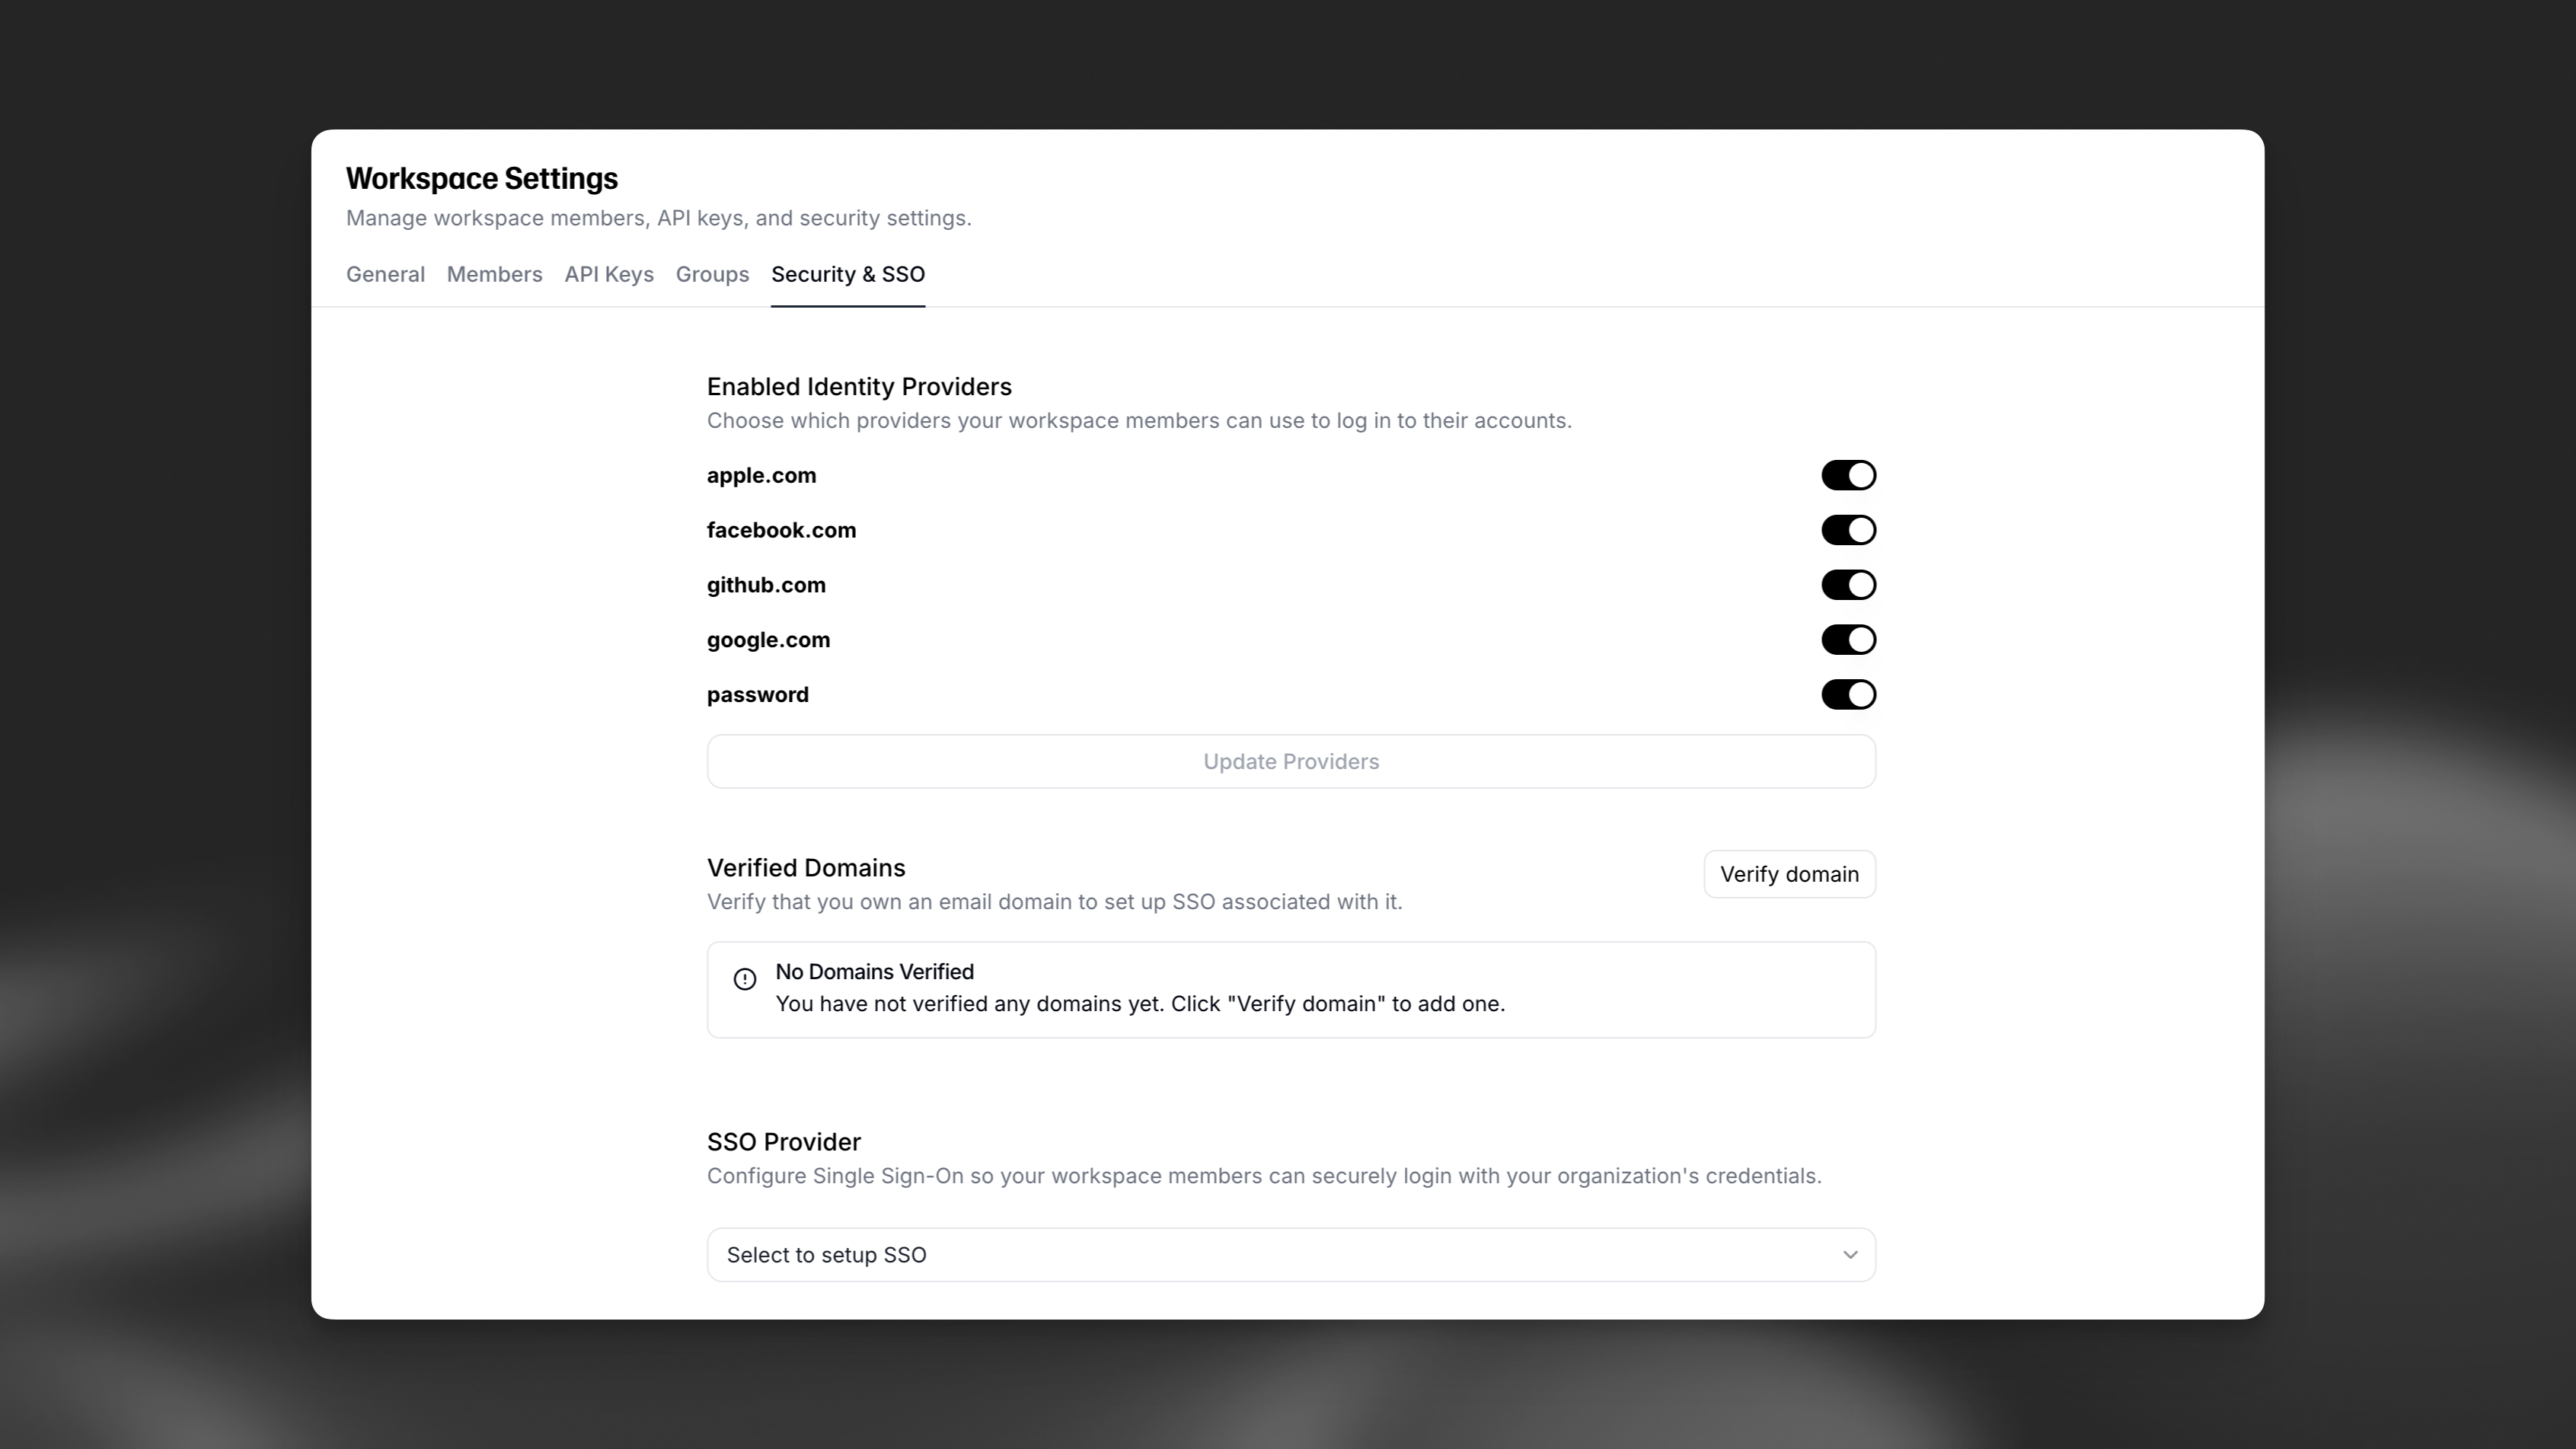 Workspace Settings
Manage workspace members, API keys, and security settings.
General Members API Keys Groups Security & SSO
Enabled Identity Providers
Choose which providers your workspace members can use to log in to their accounts.
apple.com
facebook.com
github.com
google.com
password
Update Providers
Verified Domains
Verify domain
Verify that you own an email domain to set up SSO associated with it.
No Domains Verified
You have not verified any domains yet. Click "Verify domain" to add one.
SSO Provider
Configure Single Sign-On so your workspace members can securely login with your organization's credentials.
Select to setup SSO